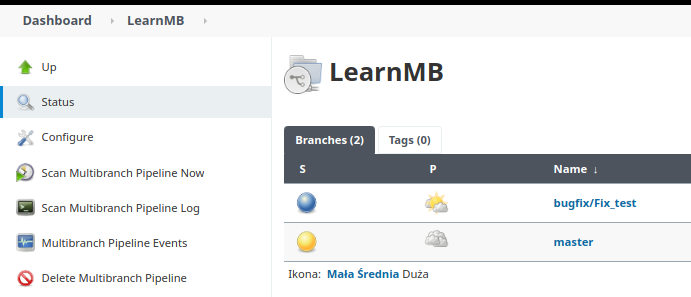 Dashboard LearnMB
Up
Status
Configure
Scan Multibranch Pipeline Now
Scan Multibranch Pipeline Log
Multibranch Pipeline Events
Delete Multibranch Pipeline
LearnMB
Branches (2) Tags (0)
S P Name ↓
bugfix/Fix_test
master
Ikona: Mała Średnia Duża